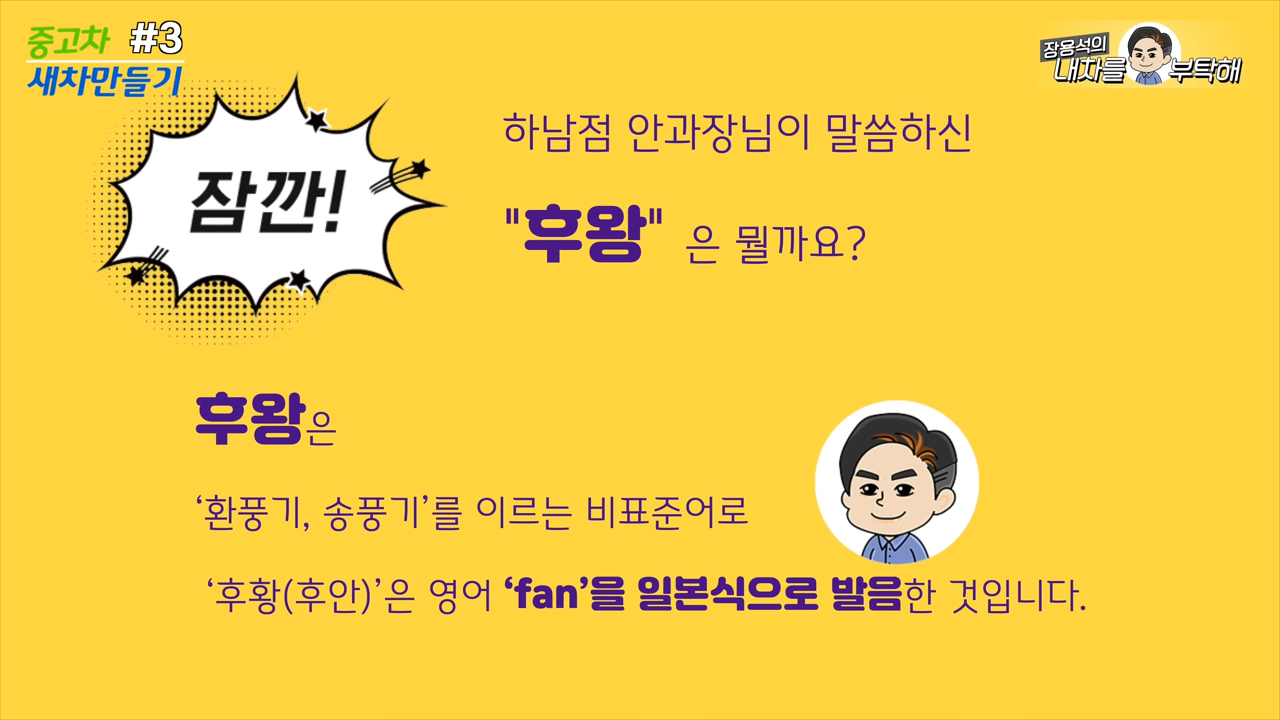 중고차 #3
새차만들기
장용석의
내차를 부탁해
잠깐!
하남점 안과장님이 말씀하신
"후왕" 은 뭘까요?
후왕은
‘환풍기, 송풍기’를 이르는 비표준어로
‘후황(후안)’은 영어 ‘fan’을 일본식으로 발음한 것입니다.